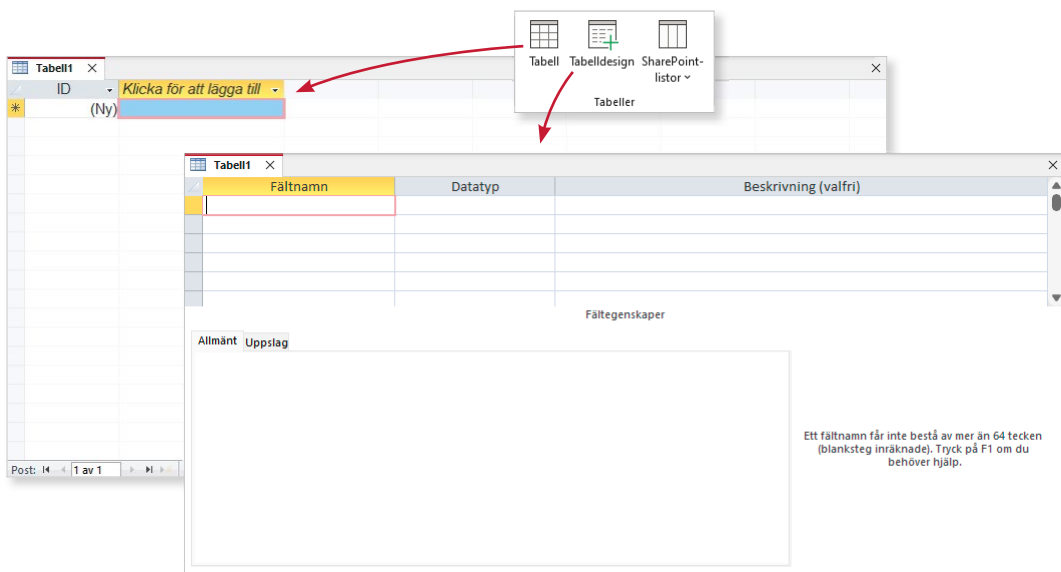 Tabell Tabelldesign SharePoint-
listor
Tabeller
Tabell1
ID Klicka för att lägga till
(Ny)
Post: 1 av 1
Tabell1
Fältnamn Datatyp Beskrivning (valfri)
Fältegenskaper
Allmänt Uppslag
Ett fältnamn får inte bestå av mer än 64 tecken
(blanksteg inräknade). Tryck på F1 om du
behöver hjälp.